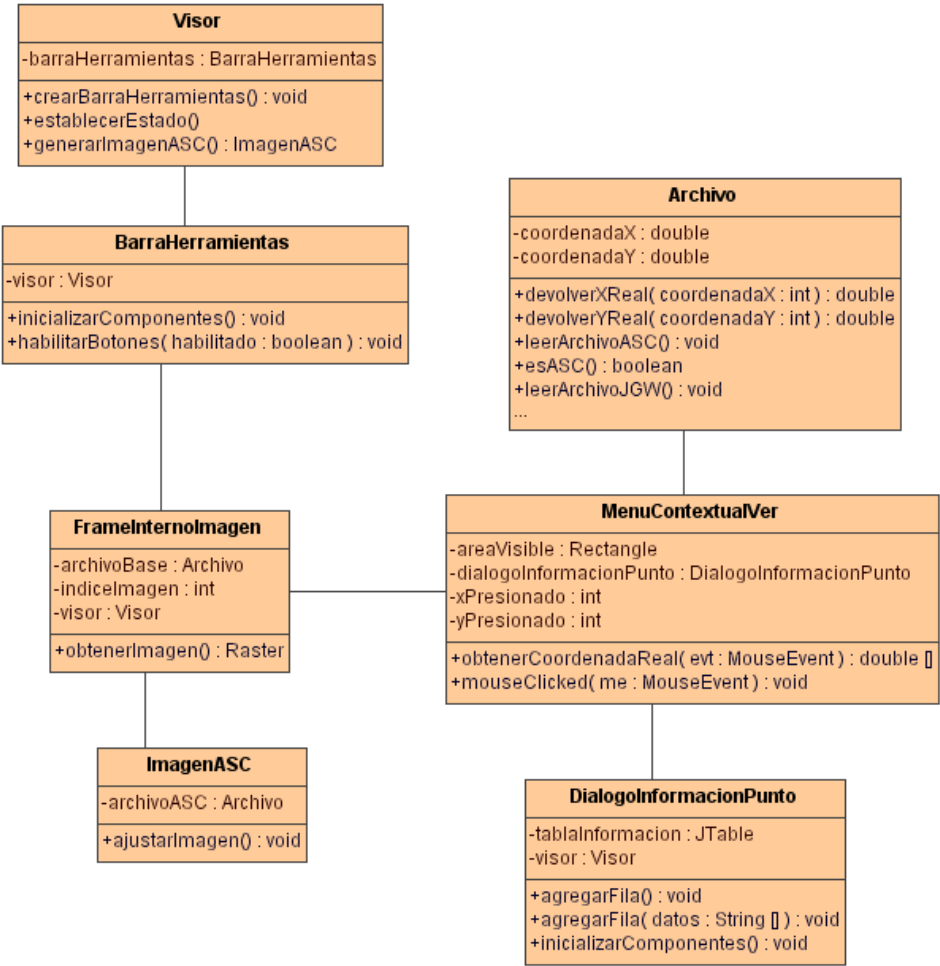 Visor
-barraHerramientas : BarraHerramientas
+crearBarraHerramientas() : void
+establecerEstado()
+generarImagenASC() : ImagenASC
BarraHerramientas
-visor : Visor
+inicializarComponentes() : void
+habilitarBotones( habilitado : boolean ) : void
Archivo
-coordenadaX : double
-coordenadaY : double
+devolverXReal( coordenadaX : int ) : double
+devolverYReal( coordenadaY : int ) : double
+leerArchivoASC() : void
+esASC() : boolean
+leerArchivoJGW() : void
...
FrameInternoImagen
-archivoBase : Archivo
-indiceImagen : int
-visor : Visor
+obtenerImagen() : Raster
MenuContextualVer
-areaVisible : Rectangle
-dialogoInformacionPunto : DialogoInformacionPunto
-xPresionado : int
-yPresionado : int
+obtenerCoordenadaReal( evt : MouseEvent ) : double []
+mouseClicked( me : MouseEvent ) : void
ImagenASC
-archivoASC : Archivo
+ajustarImagen() : void
DialogoInformacionPunto
-tablaInformacion : JTable
-visor : Visor
+agregarFila() : void
+agregarFila( datos : String [] ) : void
+inicializarComponentes() : void